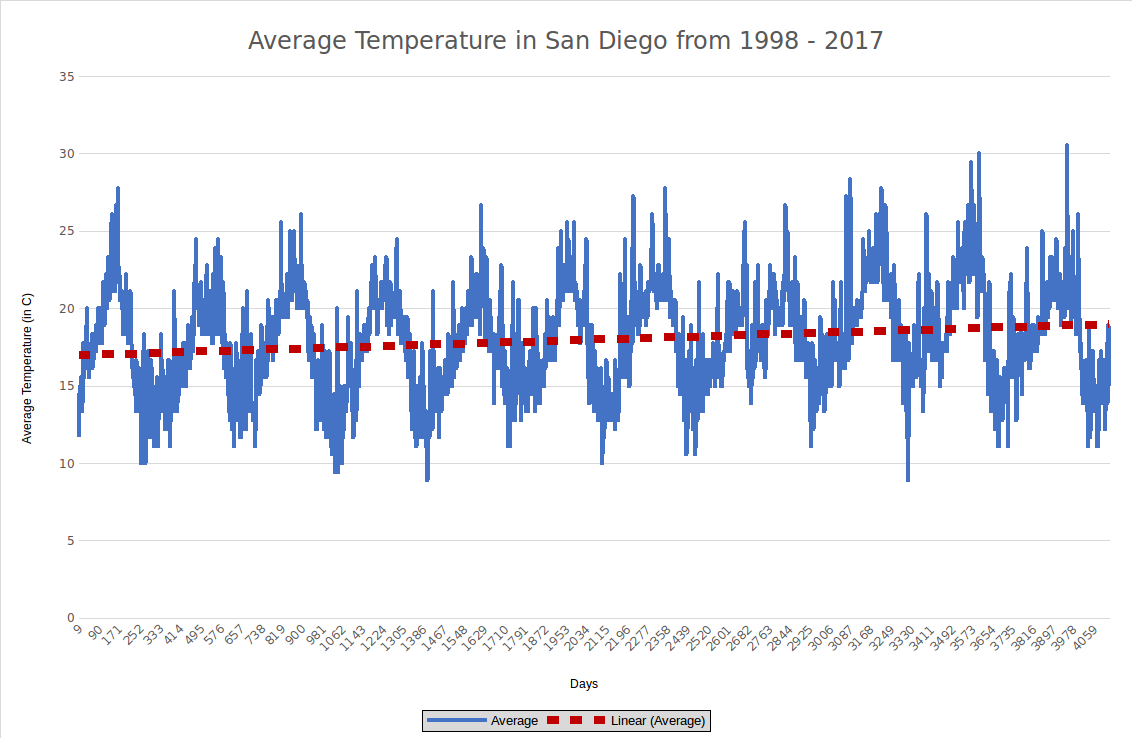 Average Temperature in San Diego from 1998 - 2017
Average Temperature (in C)
35
30
25
20
15
10
5
0
9 90 171 252 333 414 495 576 657 738 819 900 981 1062 1143 1224 1305 1386 1467 1548 1629 1710 1791 1872 1953 2034 2115 2196 2277 2358 2439 2520 2601 2682 2763 2844 2925 3006 3087 3168 3249 3330 3411 3492 3573 3654 3735 3816 3897 3978 4059
Days
Average Linear (Average)